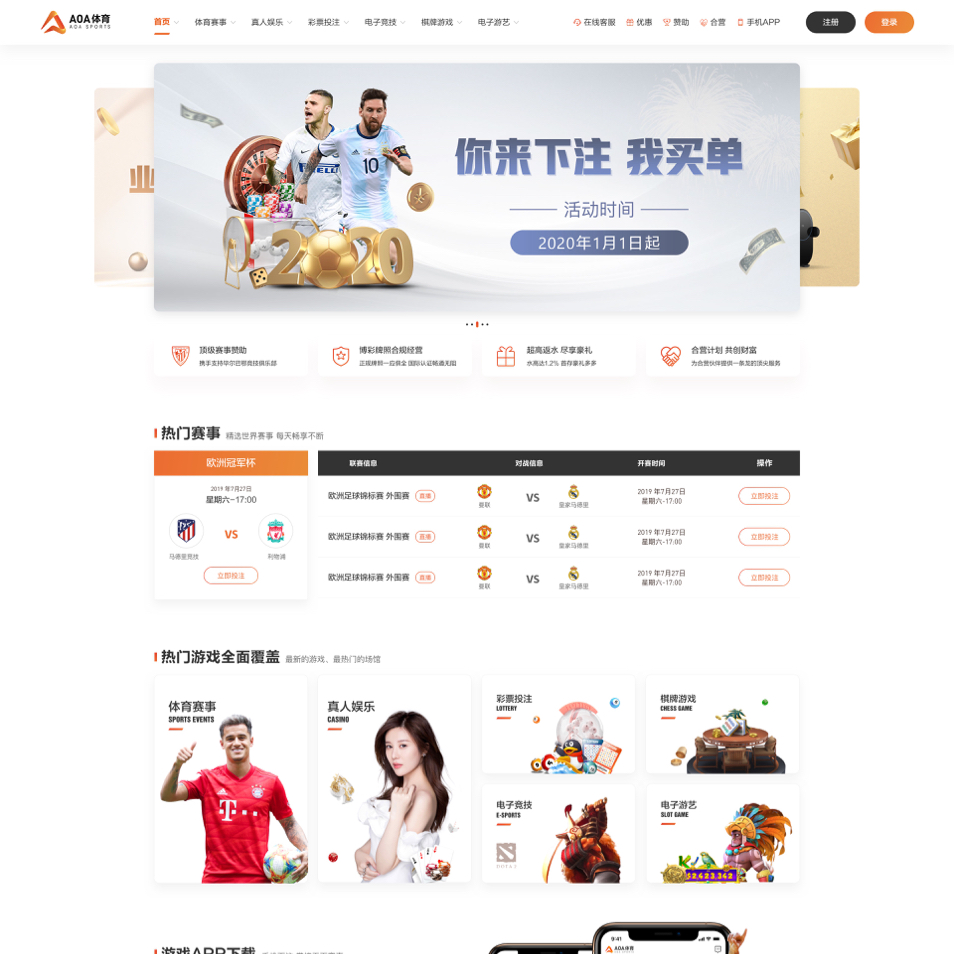 AOA体育
AOA SPORTS
首页 体育赛事 真人娱乐 彩票投注 电子竞技 棋牌游戏 电子游艺 在线客服 优惠 赞助 合营 手机APP 注册 登录
你来下注 我买单
活动时间
2020年1月1日起
2020
PIRELLI
10
顶级赛事赞助
携手支持华尔巴鄂竞技俱乐部
博彩牌照合规经营
正规牌照一应俱全 国际认证畅通无阻
超高返水 尽享豪礼
水高达1.2% 首存豪礼多多
合营计划 共创财富
为合营伙伴提供一条龙的顶尖服务
热门赛事 精选世界赛事 每天畅享不断
欧洲冠军杯
2019 年7月27日
星期六-17:00
VS
马德里竞技 利物浦
立即投注
联赛信息 对战信息 开赛时间 操作
欧洲足球锦标赛 外围赛 直播 曼联 VS 皇家马德里 2019 年7月27日 星期六-17:00 立即投注
欧洲足球锦标赛 外围赛 直播 曼联 VS 皇家马德里 2019 年7月27日 星期六-17:00 立即投注
欧洲足球锦标赛 外围赛 直播 曼联 VS 皇家马德里 2019 年7月27日 星期六-17:00 立即投注
热门游戏全面覆盖 最新的游戏、最热门的场馆
体育赛事
SPORTS EVENTS
真人娱乐
CASINO
彩票投注
LOTTERY
棋牌游戏
CHESS GAME
电子竞技
E-SPORTS
DOTA 2
电子游艺
SLOT GAME
游戏APP下载
9:41
AOA体育